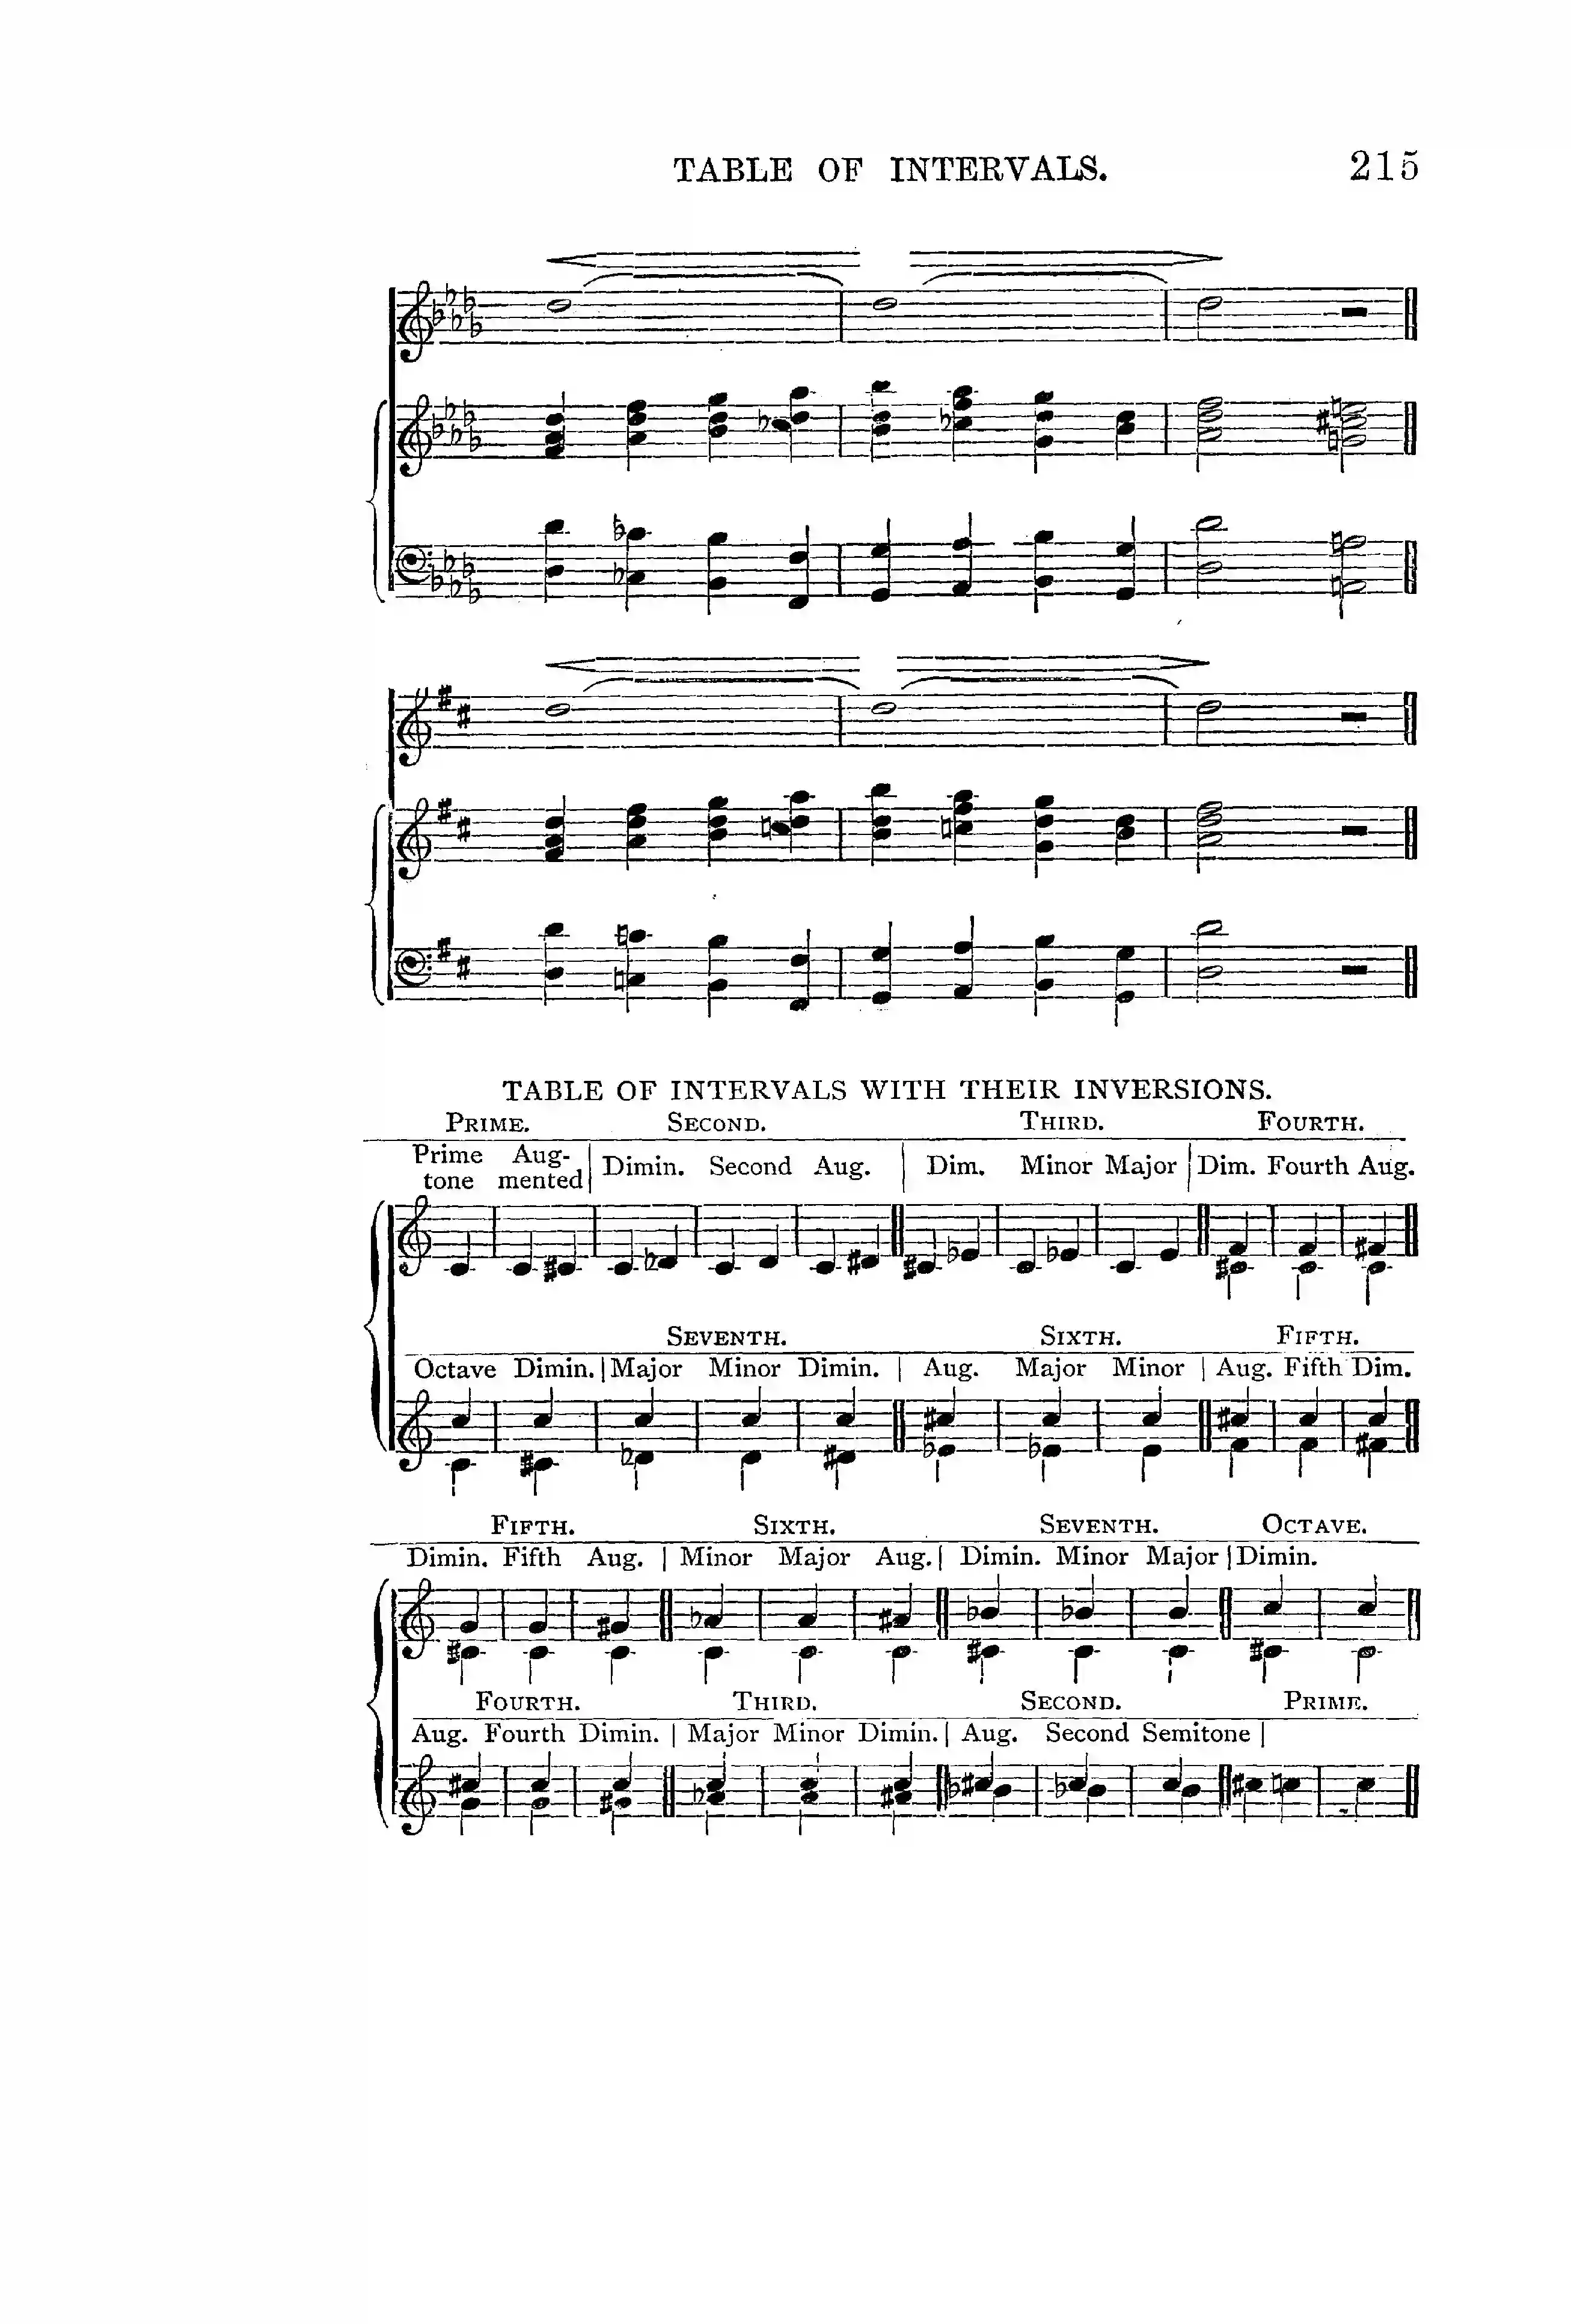 TABLE OF INTERVALS. 215
TABLE OF INTERVALS WITH THEIR INVERSIONS.
PRIME. SECOND. THIRD. FOURTH.
Prime tone Aug-mented | Dimin. Second Aug. | Dim. Minor Major | Dim. Fourth Aug.
SEVENTH. SIXTH. FIFTH.
Octave Dimin. | Major Minor Dimin. | Aug. Major Minor | Aug. Fifth Dim.
FIFTH. SIXTH. SEVENTH. OCTAVE.
Dimin. Fifth Aug. | Minor Major Aug. | Dimin. Minor Major | Dimin.
FOURTH. THIRD. SECOND. PRIME.
Aug. Fourth Dimin. | Major Minor Dimin. | Aug. Second Semitone |